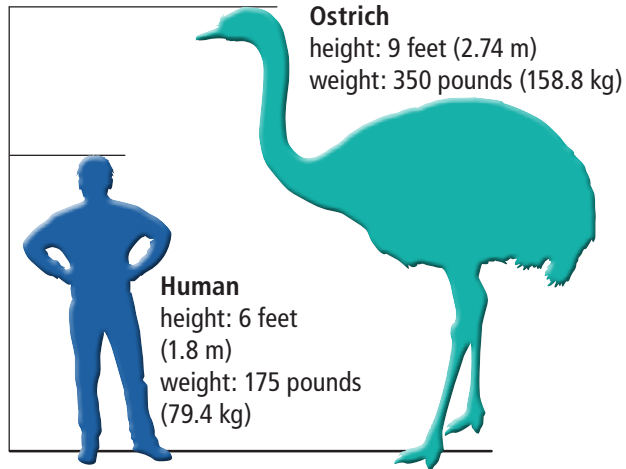 Ostrich
height: 9 feet (2.74 m)
weight: 350 pounds (158.8 kg)
Human
height: 6 feet
(1.8 m)
weight: 175 pounds
(79.4 kg)